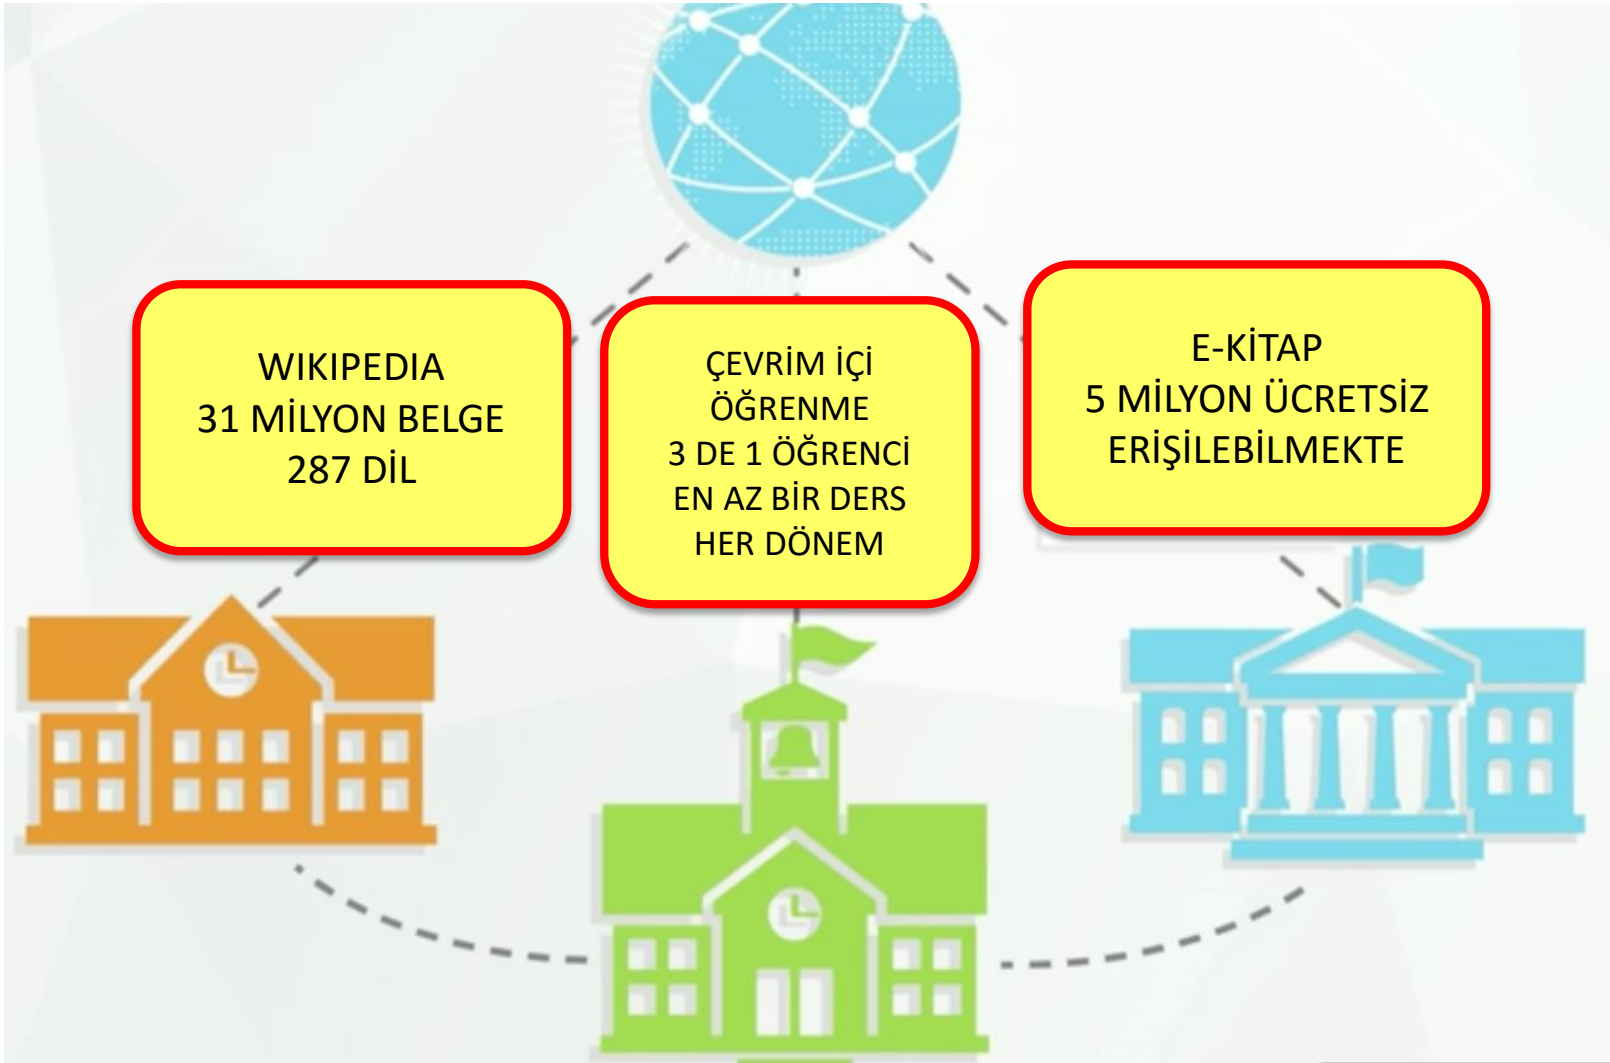 WIKIPEDIA
31 MİLYON BELGE
287 DİL
ÇEVRİM İÇİ
ÖĞRENME
3 DE 1 ÖĞRENCİ
EN AZ BİR DERS
HER DÖNEM
E-KİTAP
5 MİLYON ÜCRETSİZ
ERİŞİLEBİLMEKTE